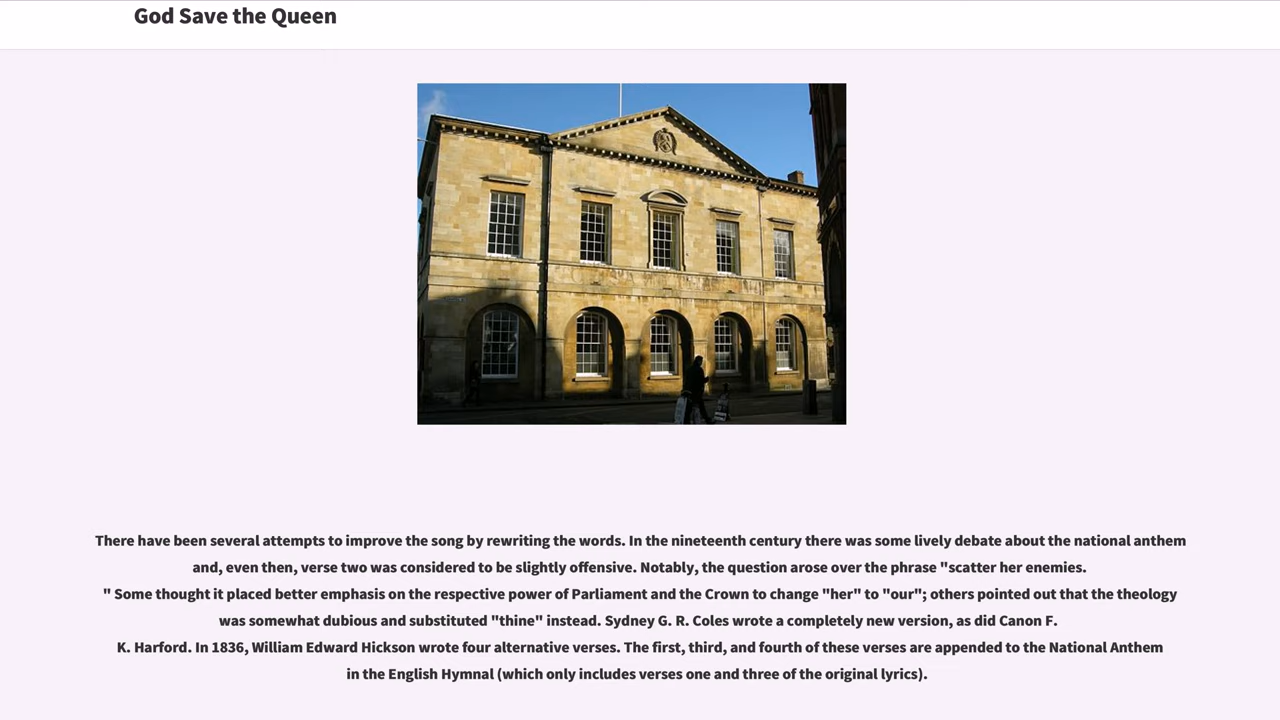 God Save the Queen
There have been several attempts to improve the song by rewriting the words. In the nineteenth century there was some lively debate about the national anthem
and, even then, verse two was considered to be slightly offensive. Notably, the question arose over the phrase "scatter her enemies.
" Some thought it placed better emphasis on the respective power of Parliament and the Crown to change "her" to "our"; others pointed out that the theology
was somewhat dubious and substituted "thine" instead. Sydney G. R. Coles wrote a completely new version, as did Canon F.
K. Harford. In 1836, William Edward Hickson wrote four alternative verses. The first, third, and fourth of these verses are appended to the National Anthem
in the English Hymnal (which only includes verses one and three of the original lyrics).